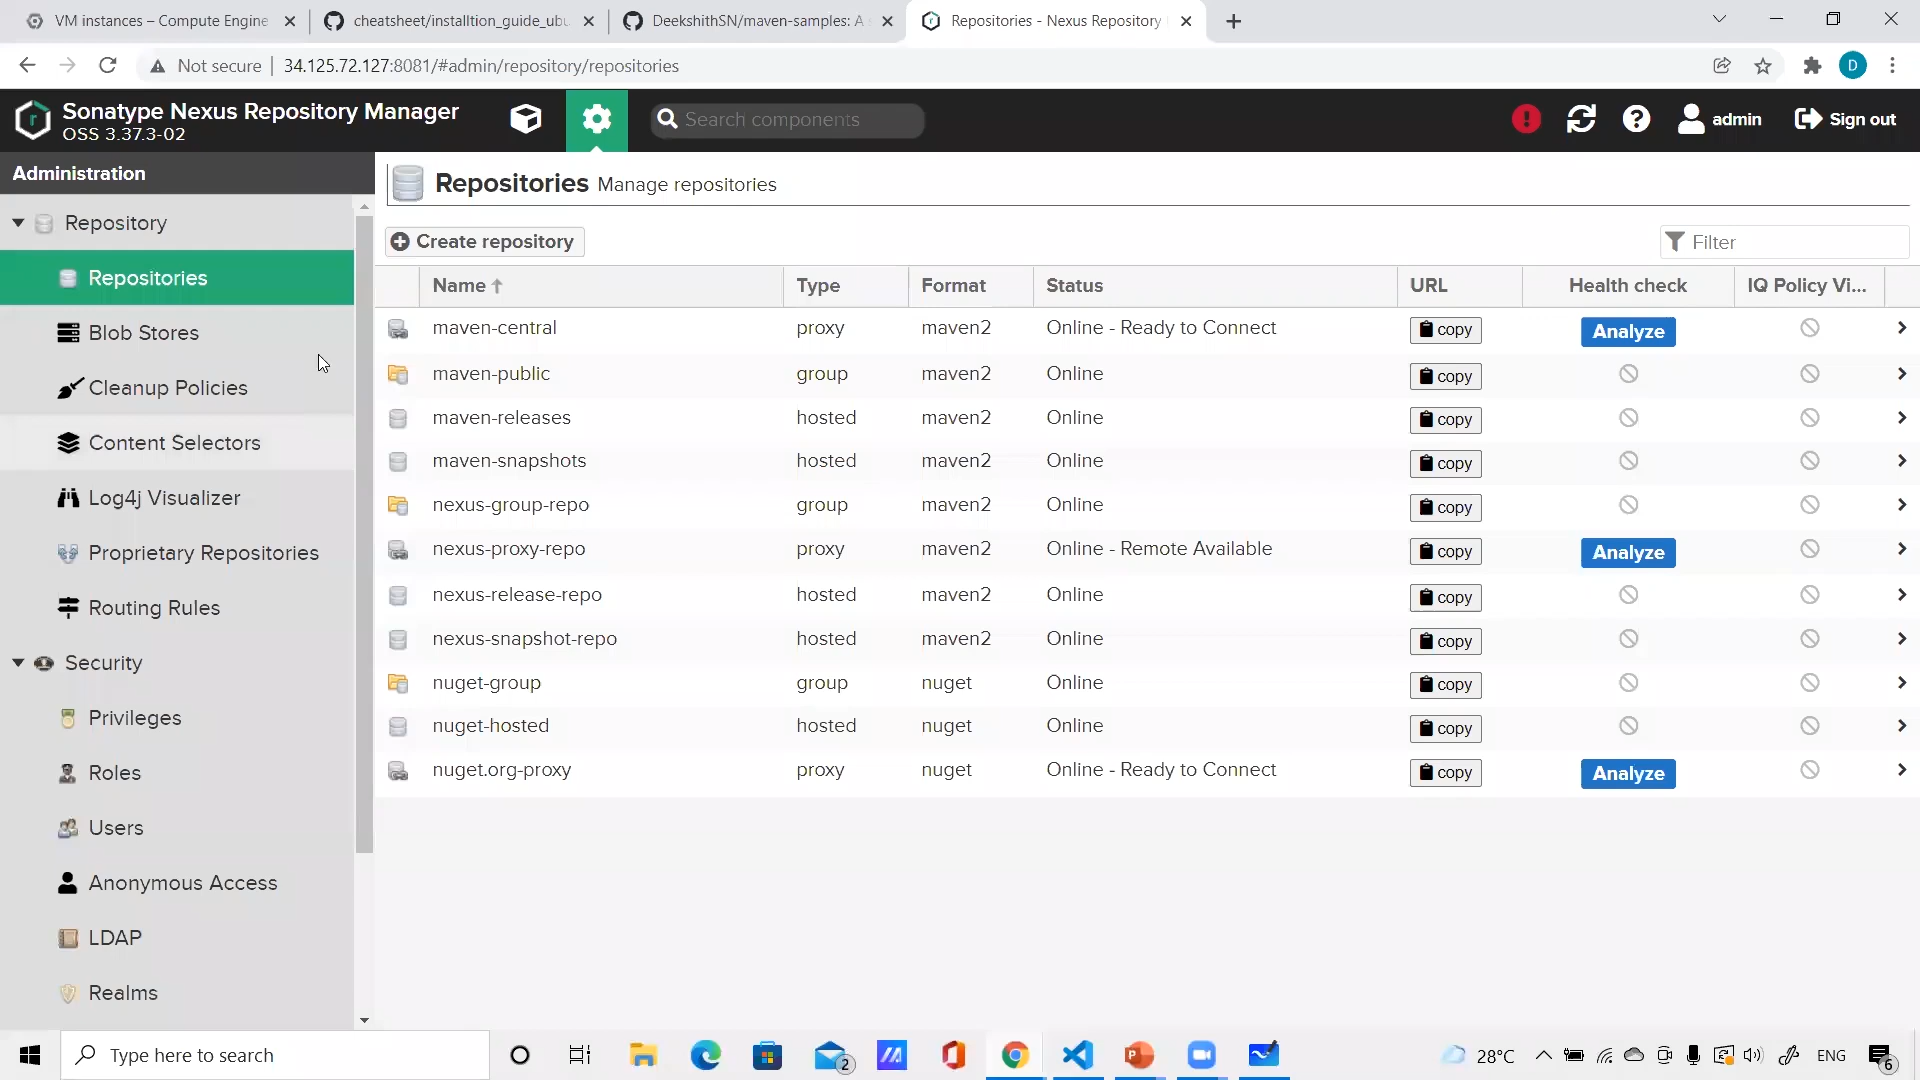 VM instances – Compute Engine
cheatsheet/installtion_guide_ubu
DeekshithSN/maven-samples: A s
Repositories - Nexus Repository
Not secure | 34.125.72.127:8081/#admin/repository/repositories
D
Sonatype Nexus Repository Manager
OSS 3.37.3-02
Search components
admin
Sign out
Administration
Repository
Repositories
Blob Stores
Cleanup Policies
Content Selectors
Log4j Visualizer
Proprietary Repositories
Routing Rules
Security
Privileges
Roles
Users
Anonymous Access
LDAP
Realms
Repositories Manage repositories
Create repository
Filter
Name Type Format Status URL Health check IQ Policy Vi...
maven-central proxy maven2 Online - Ready to Connect copy Analyze
maven-public group maven2 Online copy
maven-releases hosted maven2 Online copy
maven-snapshots hosted maven2 Online copy
nexus-group-repo group maven2 Online copy
nexus-proxy-repo proxy maven2 Online - Remote Available copy Analyze
nexus-release-repo hosted maven2 Online copy
nexus-snapshot-repo hosted maven2 Online copy
nuget-group group nuget Online copy
nuget-hosted hosted nuget Online copy
nuget.org-proxy proxy nuget Online - Ready to Connect copy Analyze
Type here to search
2
28°C
ENG
6